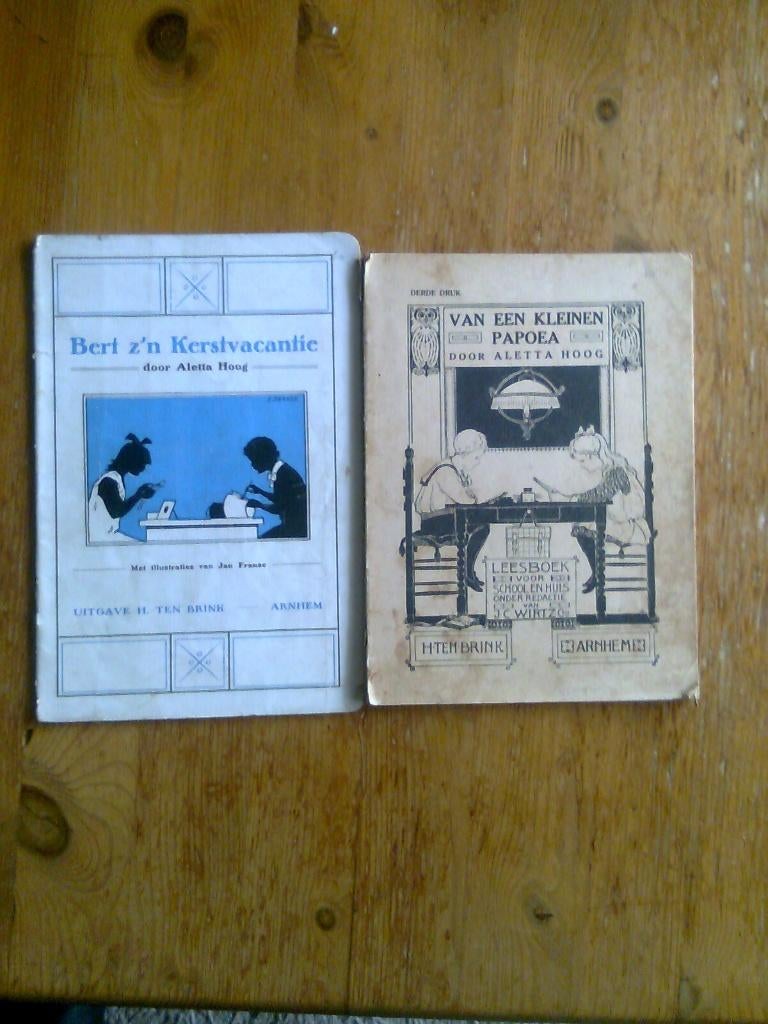 Bert z'n Kerstvacantie
door Aletta Hoog
Met illustraties van Jan Franse
UITGAVE H. TEN BRINK ARNHEM
DERDE DRUK
VAN EEN KLEINEN
PAPOEA
DOOR ALETTA HOOG
LEESBOEK
VOOR
SCHOOL EN HUIS
ONDER REDACTIE
VAN
J.C. WIRTZ
H·TEN BRINK
ARNHEM